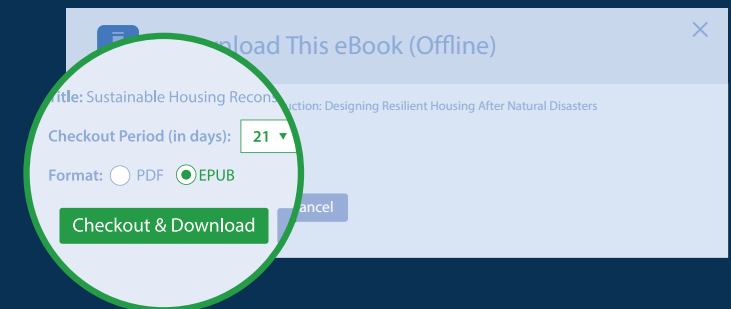 nload This eBook (Offline)
Title: Sustainable Housing Recons uction: Designing Resilient Housing After Natural Disasters
Checkout Period (in days): 21
Format: PDF EPUB
Checkout & Download ancel